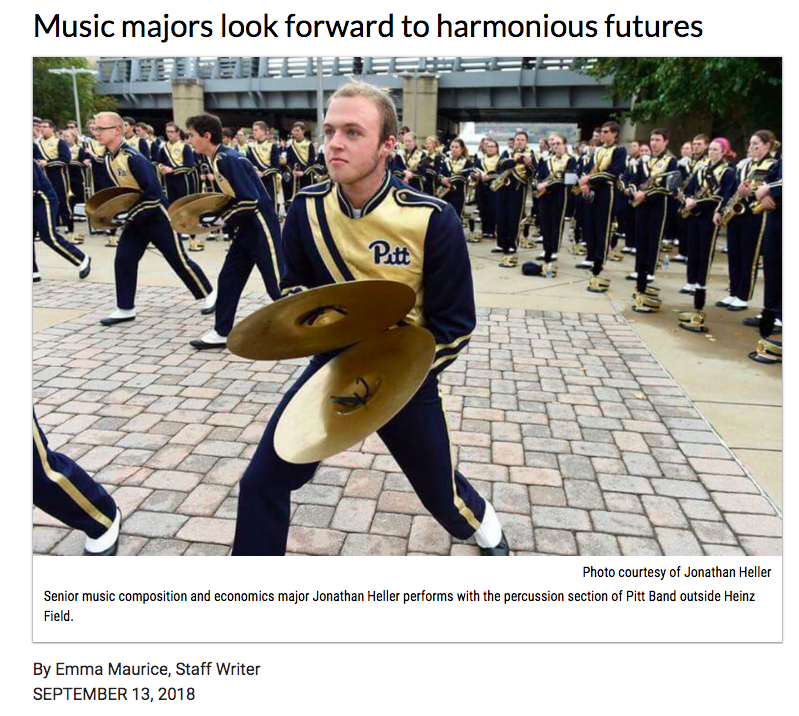 Music majors look forward to harmonious futures
Pitt
Photo courtesy of Jonathan Heller
Senior music composition and economics major Jonathan Heller performs with the percussion section of Pitt Band outside Heinz
Field.
By Emma Maurice, Staff Writer
SEPTEMBER 13, 2018